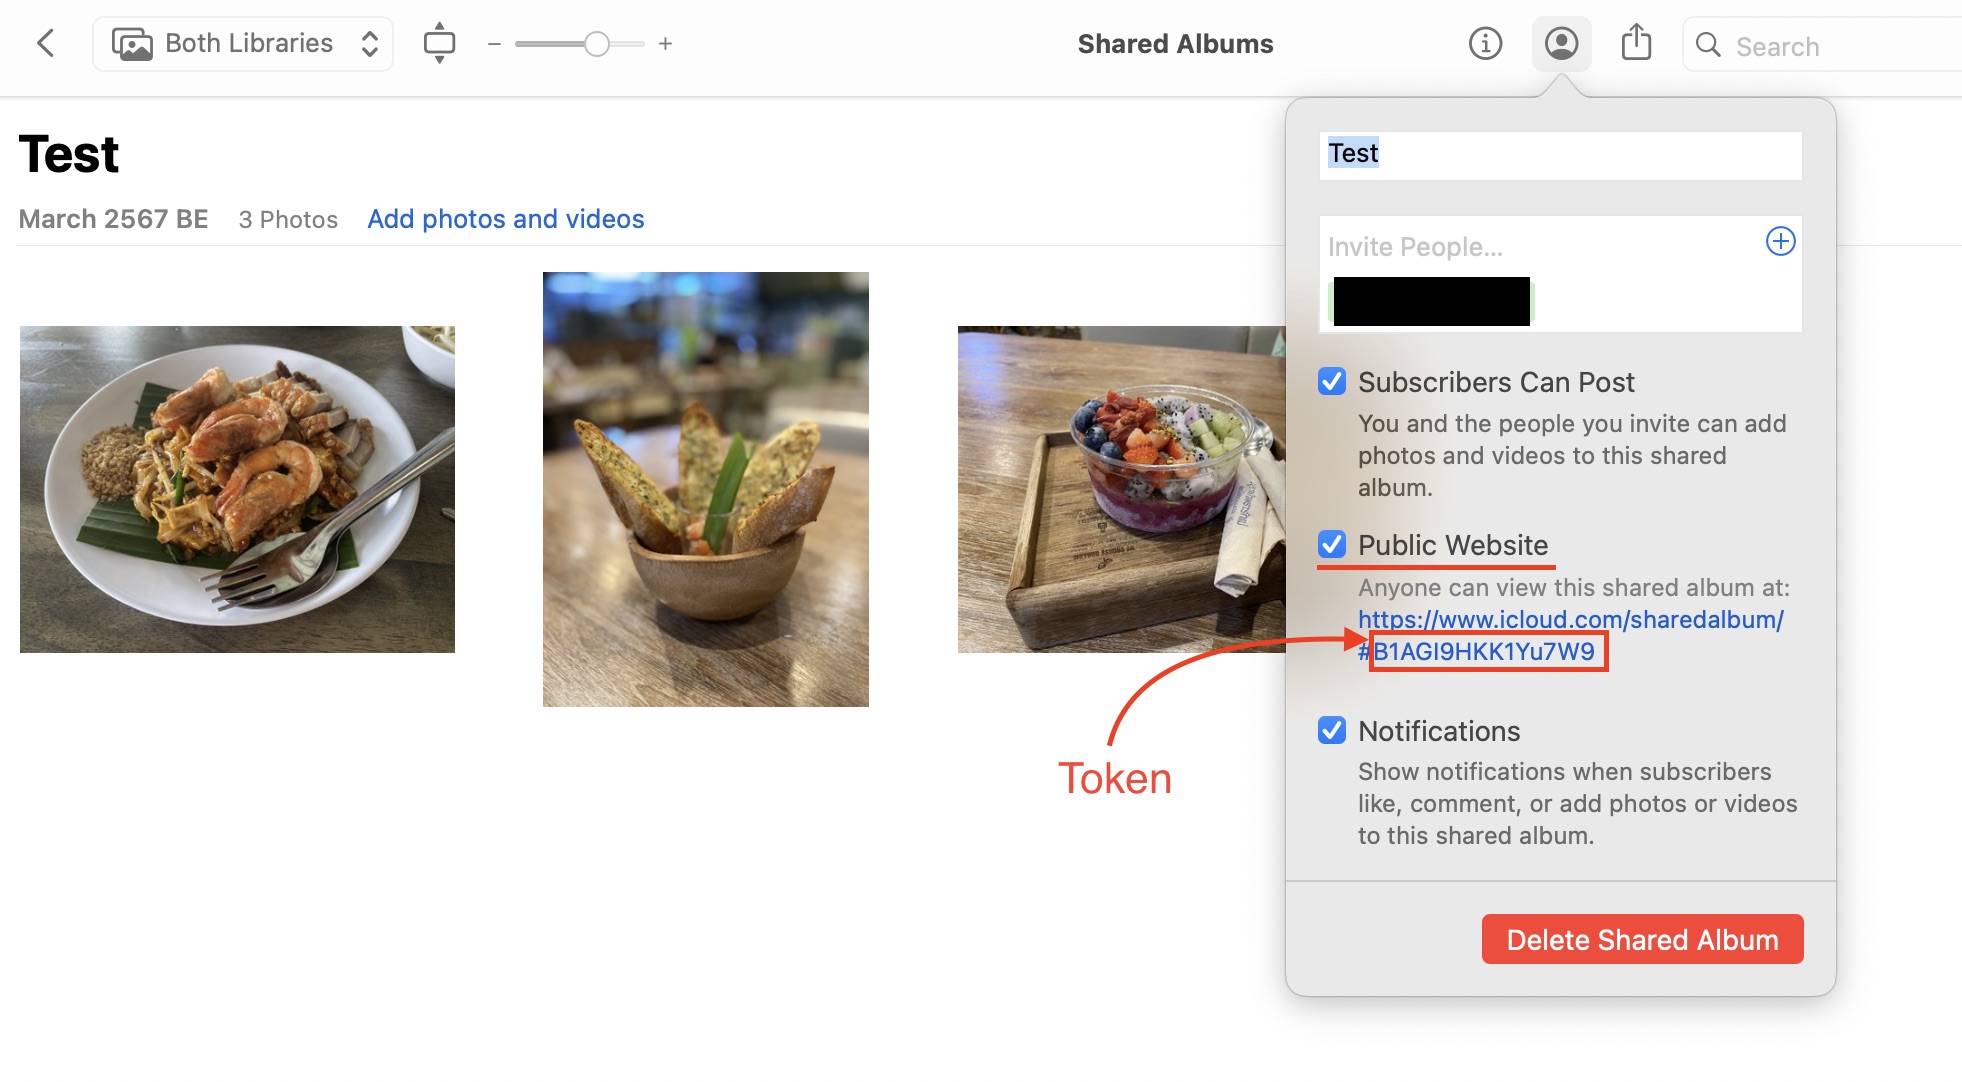 Both Libraries
Shared Albums
Search
Test
March 2567 BE
3 Photos
Add photos and videos
Test
Invite People...
Subscribers Can Post
You and the people you invite can add
photos and videos to this shared
album.
Public Website
Anyone can view this shared album at:
https://www.icloud.com/sharedalbum/
#B1AGI9HKK1Yu7W9
Token
Notifications
Show notifications when subscribers
like, comment, or add photos or videos
to this shared album.
Delete Shared Album